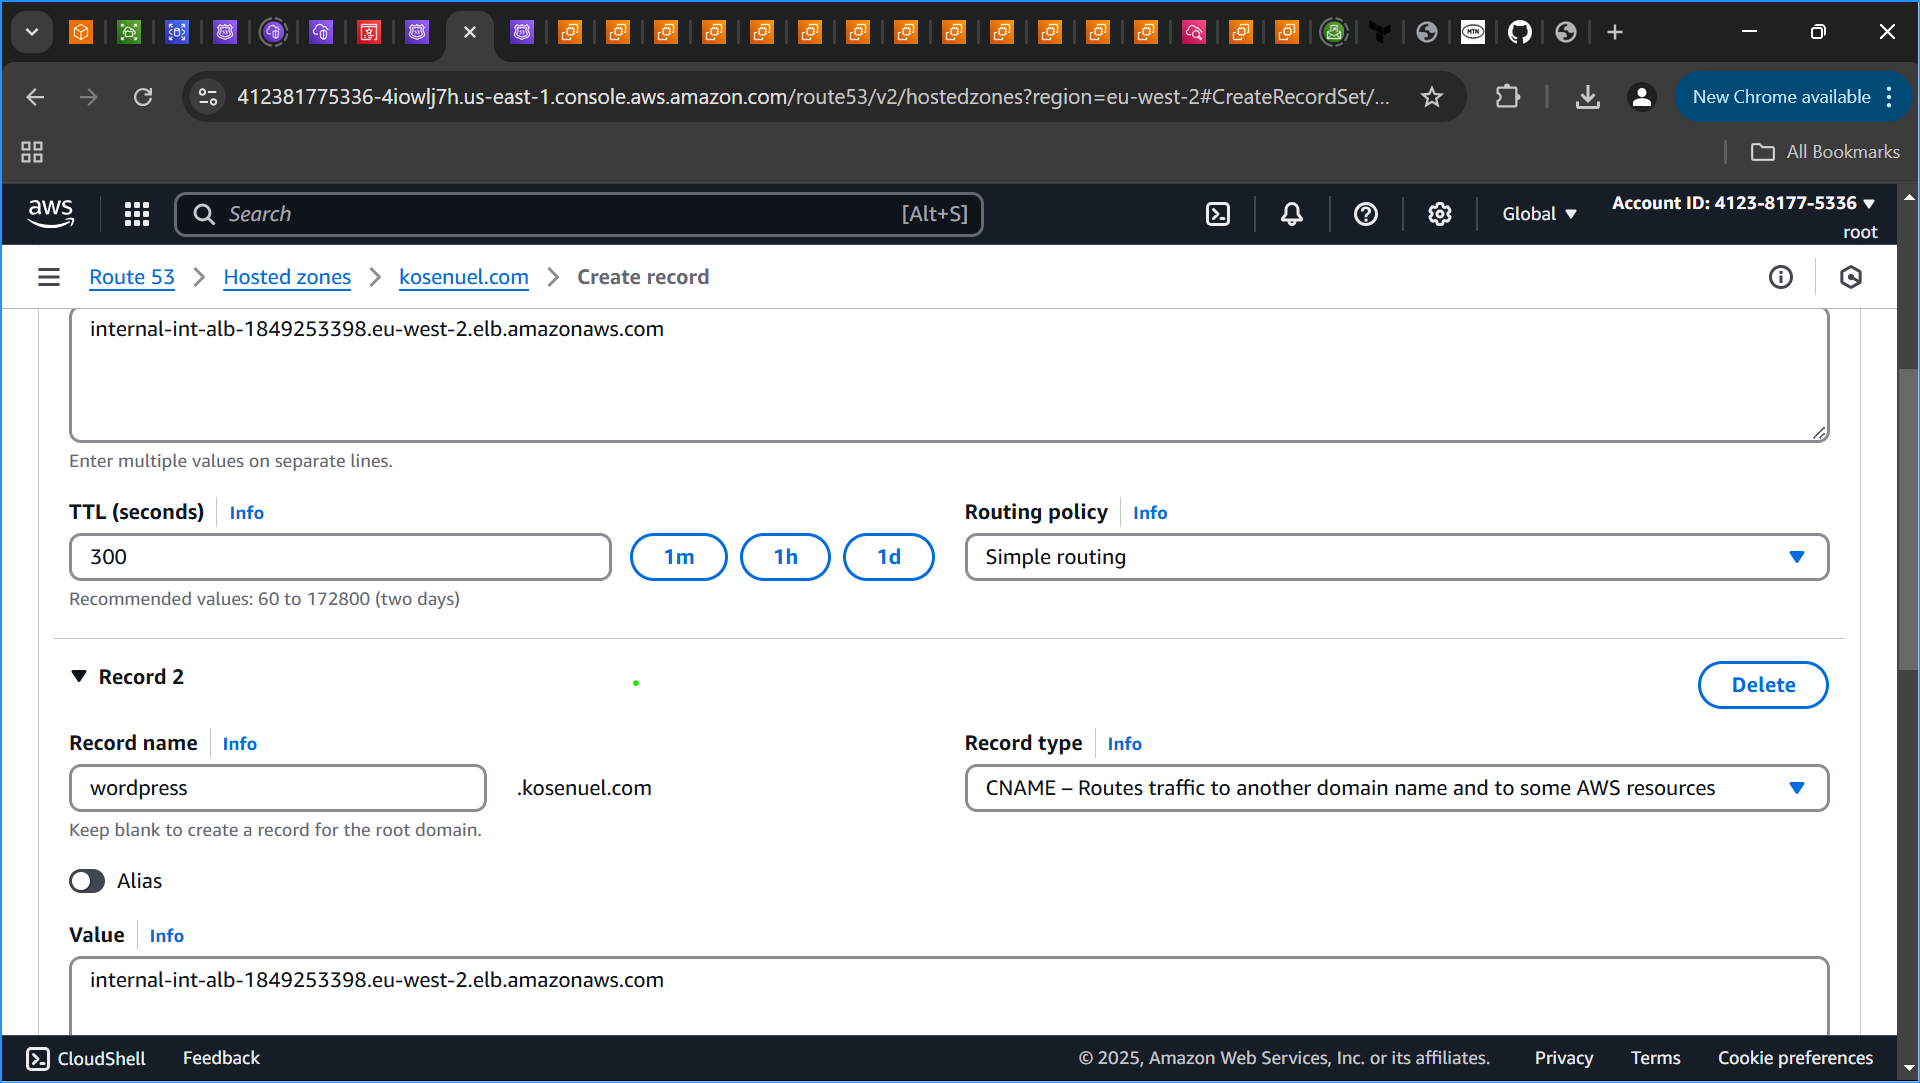 412381775336-4iowlj7h.us-east-1.console.aws.amazon.com/route53/v2/hostedzones?region=eu-west-2#CreateRecordSet/...
New Chrome available
All Bookmarks
aws
Search
[Alt+S]
Global
Account ID: 4123-8177-5336
root
Route 53
Hosted zones
kosenuel.com
Create record
internal-int-alb-1849253398.eu-west-2.elb.amazonaws.com
Enter multiple values on separate lines.
TTL (seconds) Info
Routing policy Info
300
1m
1h
1d
Simple routing
Recommended values: 60 to 172800 (two days)
Record 2
Delete
Record name Info
Record type Info
wordpress
.kosenuel.com
CNAME – Routes traffic to another domain name and to some AWS resources
Keep blank to create a record for the root domain.
Alias
Value Info
internal-int-alb-1849253398.eu-west-2.elb.amazonaws.com
CloudShell
Feedback
© 2025, Amazon Web Services, Inc. or its affiliates.
Privacy
Terms
Cookie preferences